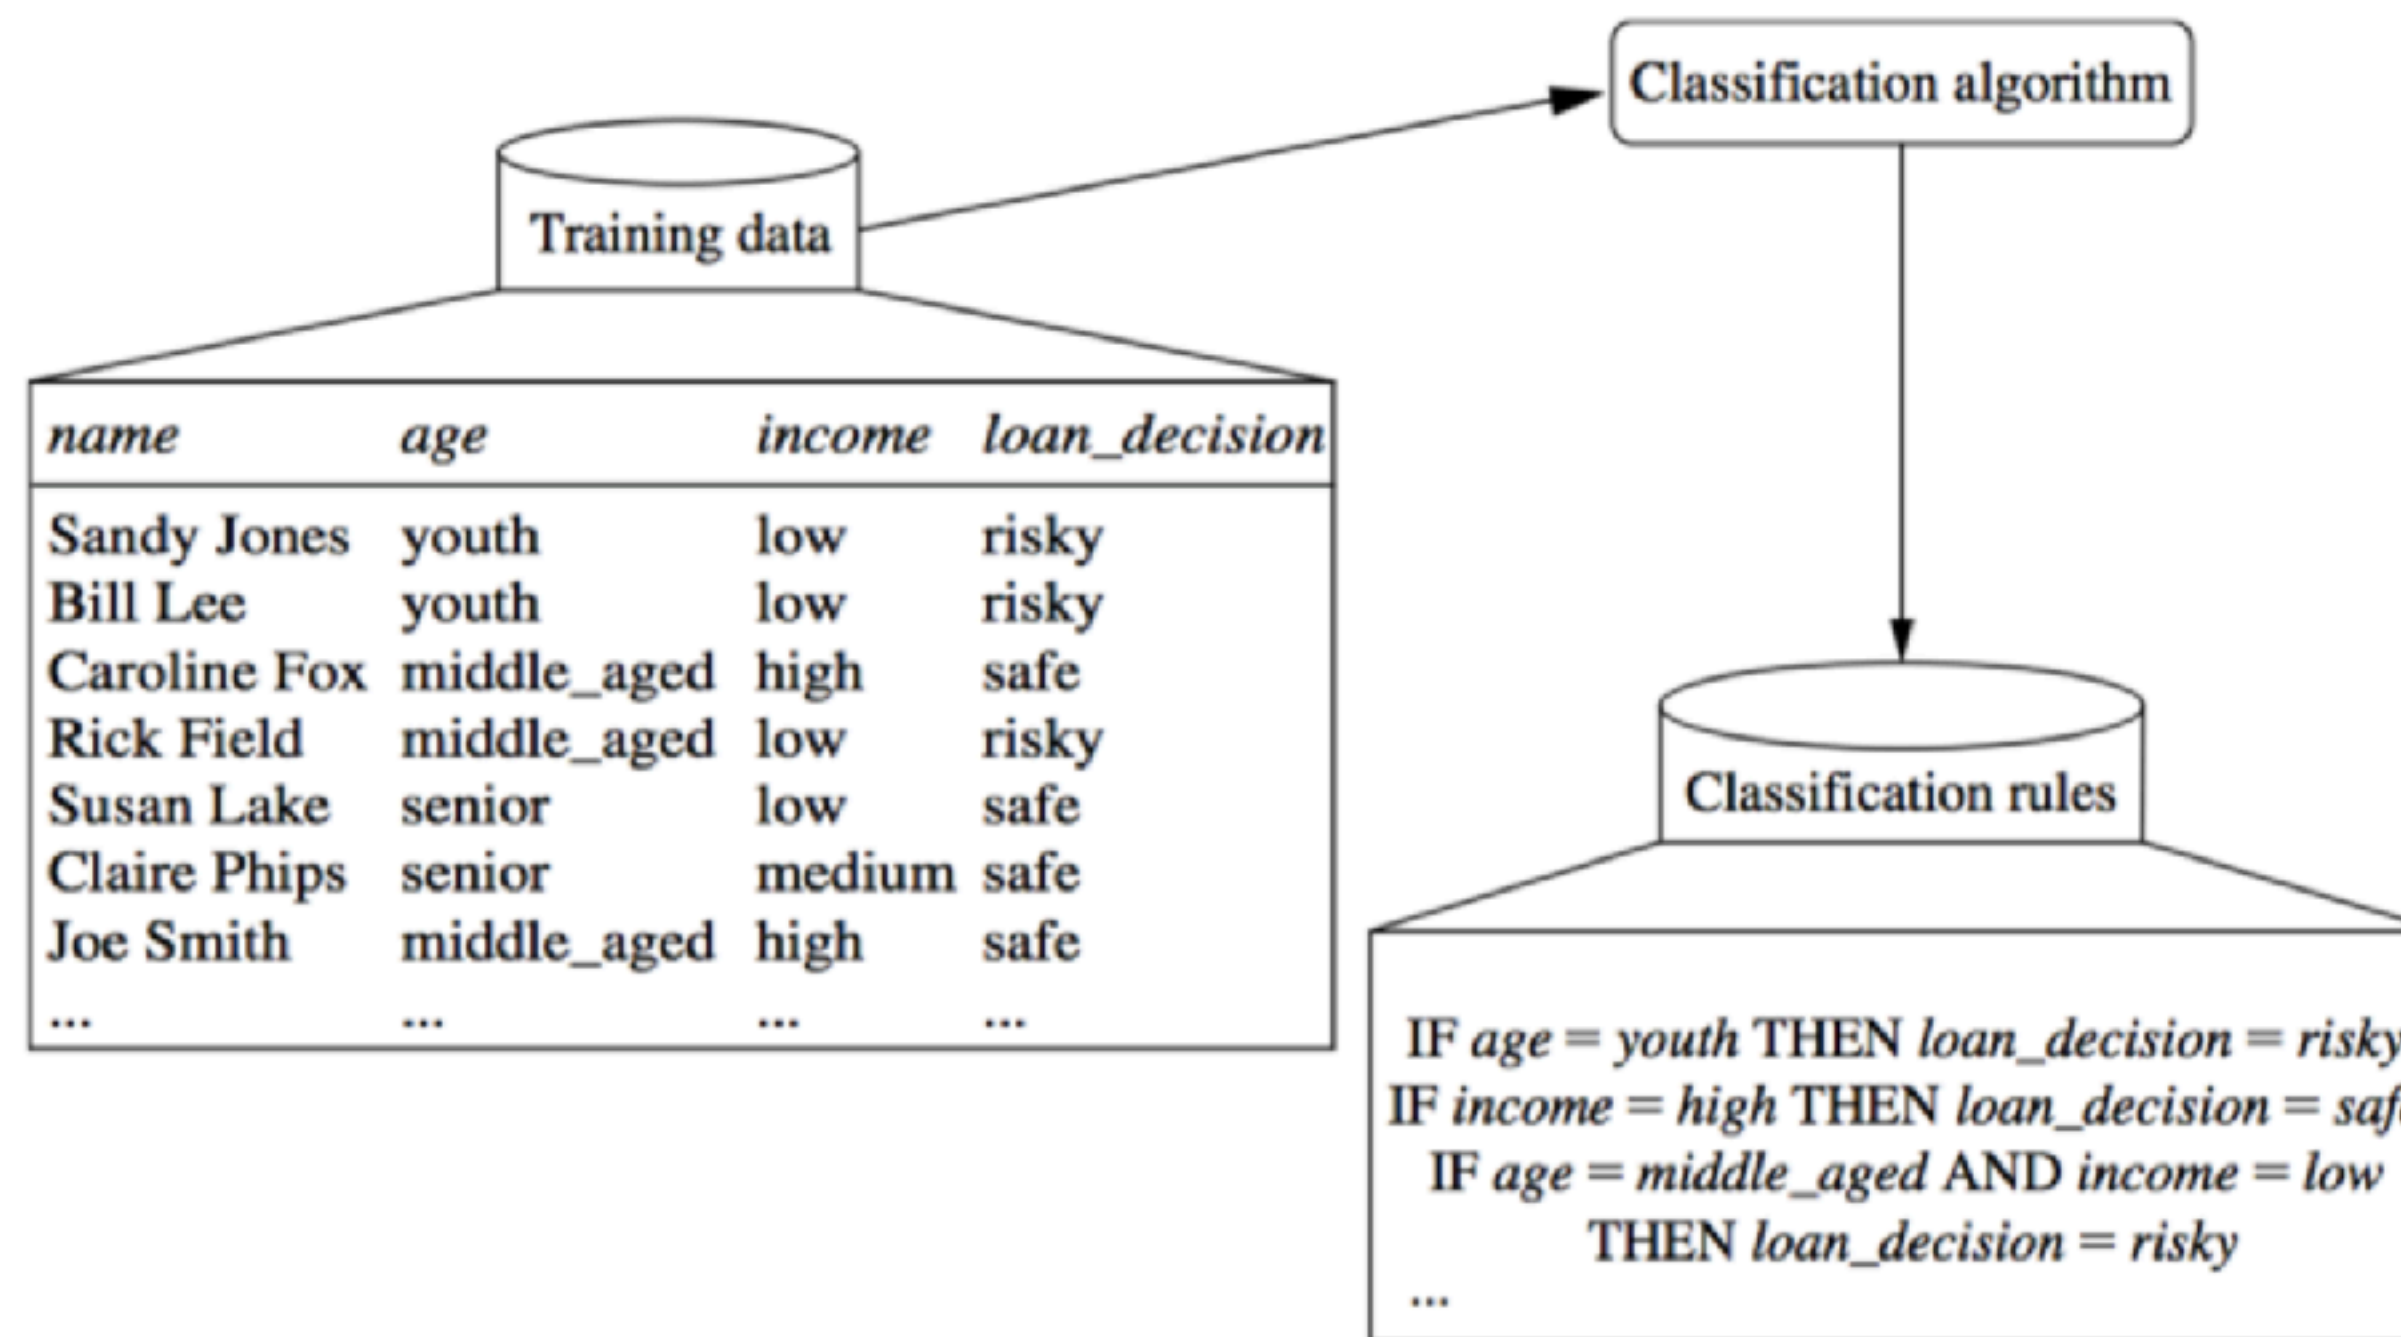 Classification algorithm
Training data
name age income loan_decision
Sandy Jones youth low risky
Bill Lee youth low risky
Caroline Fox middle_aged high safe
Rick Field middle_aged low risky
Susan Lake senior low safe
Claire Phips senior medium safe
Joe Smith middle_aged high safe
... ... ... ...
Classification rules
IF age = youth THEN loan_decision = risky
IF income = high THEN loan_decision = saf
IF age = middle_aged AND income = low
THEN loan_decision = risky
...